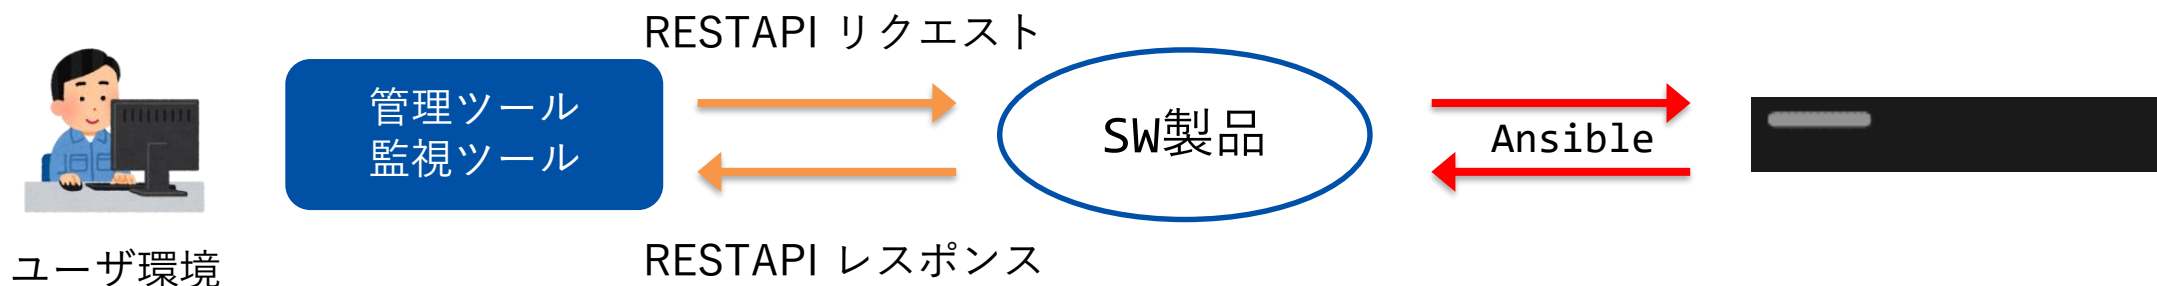 RESTAPI リクエスト
管理ツール
監視ツール
SW製品
Ansible
RESTAPI レスポンス
ユーザ環境